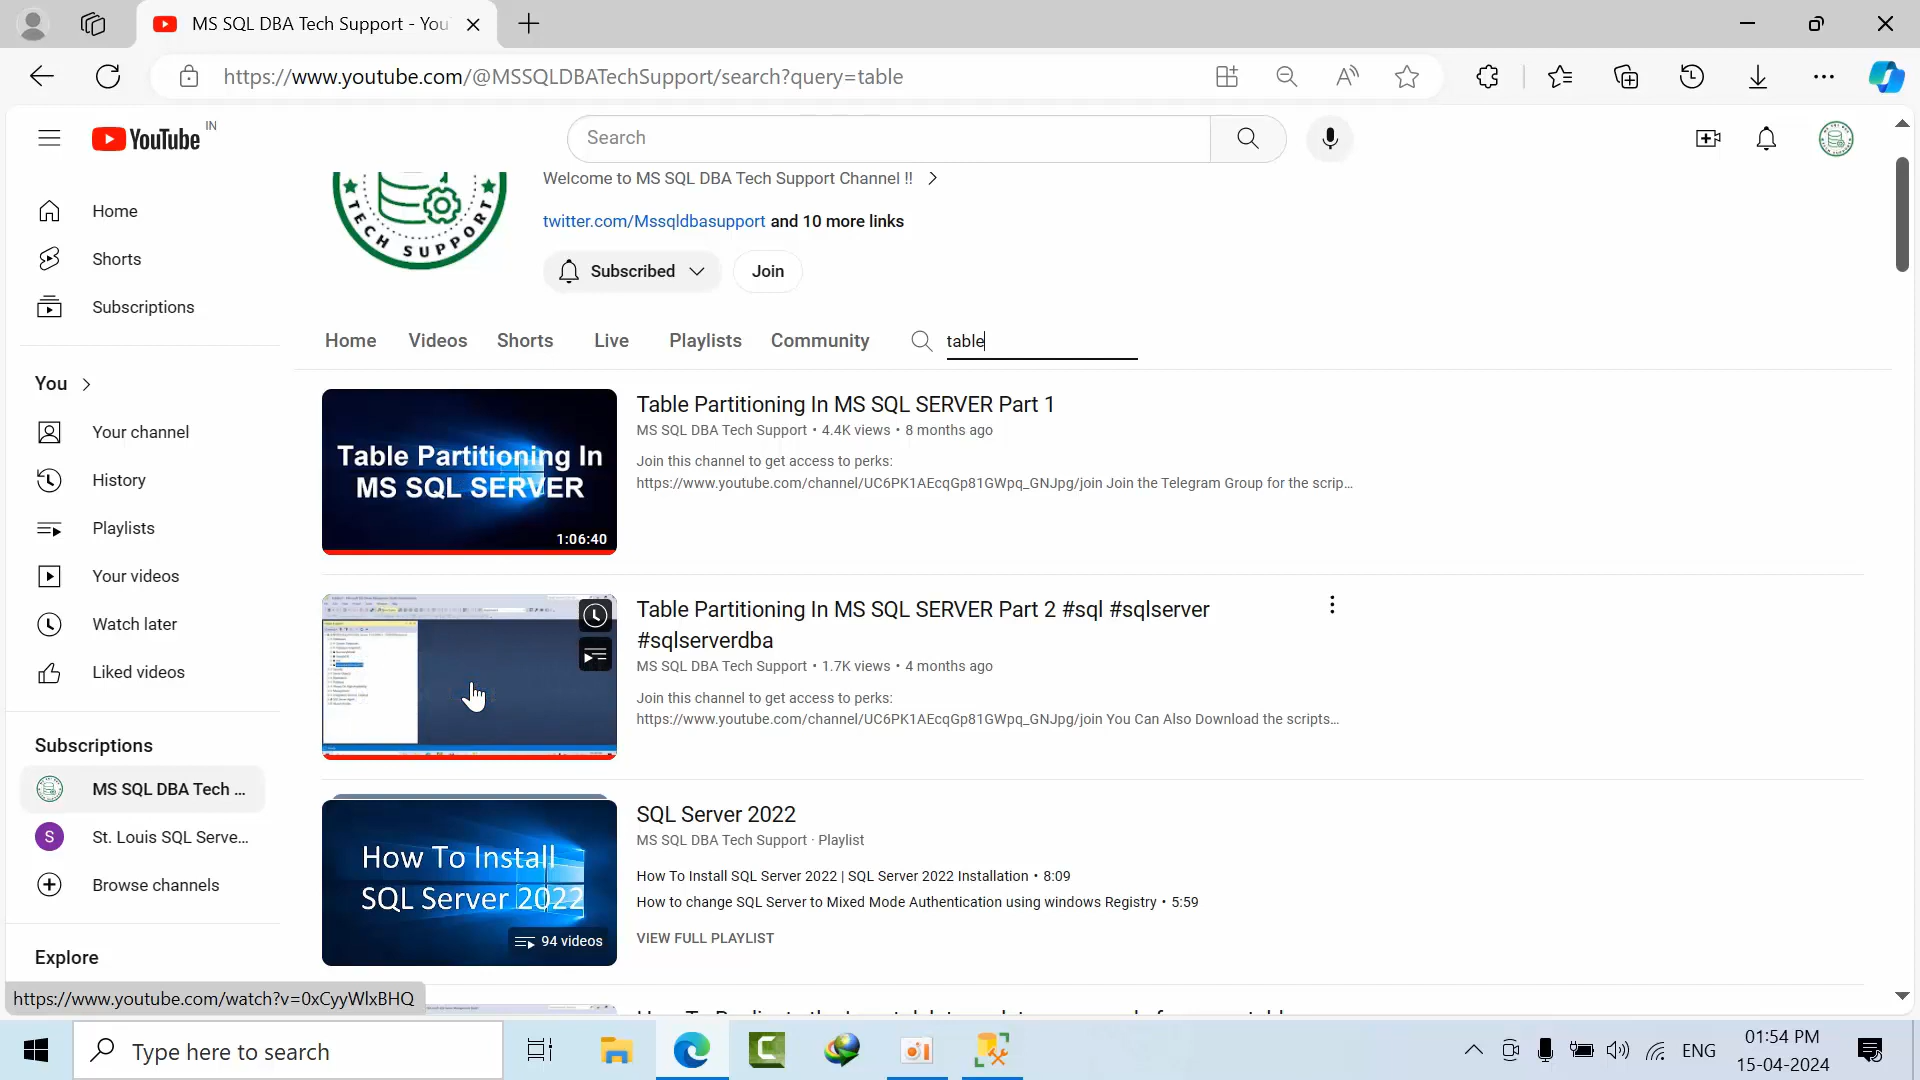 MS SQL DBA Tech Support - You
https://www.youtube.com/@MSSQLDBATechSupport/search?query=table
YouTube IN
Search
TECH SUPPORT
Welcome to MS SQL DBA Tech Support Channel !!
twitter.com/Mssqldbasupport and 10 more links
Subscribed
Join
Home
Videos
Shorts
Live
Playlists
Community
table
Home
Shorts
Subscriptions
You
Your channel
History
Playlists
Your videos
Watch later
Liked videos
Subscriptions
MS SQL DBA Tech ...
S
St. Louis SQL Serve...
Browse channels
Explore
Table Partitioning In
MS SQL SERVER
1:06:40
Table Partitioning In MS SQL SERVER Part 1
MS SQL DBA Tech Support • 4.4K views • 8 months ago
Join this channel to get access to perks:
https://www.youtube.com/channel/UC6PK1AEcqGp81GWpq_GNJpg/join Join the Telegram Group for the scrip...
Table Partitioning In MS SQL SERVER Part 2 #sql #sqlserver
#sqlserverdba
MS SQL DBA Tech Support • 1.7K views • 4 months ago
Join this channel to get access to perks:
https://www.youtube.com/channel/UC6PK1AEcqGp81GWpq_GNJpg/join You Can Also Download the scripts...
How To Install
SQL Server 2022
94 videos
SQL Server 2022
MS SQL DBA Tech Support · Playlist
How To Install SQL Server 2022 | SQL Server 2022 Installation • 8:09
How to change SQL Server to Mixed Mode Authentication using windows Registry • 5:59
VIEW FULL PLAYLIST
https://www.youtube.com/watch?v=0xCyyWlxBHQ
Type here to search
ENG
01:54 PM
15-04-2024